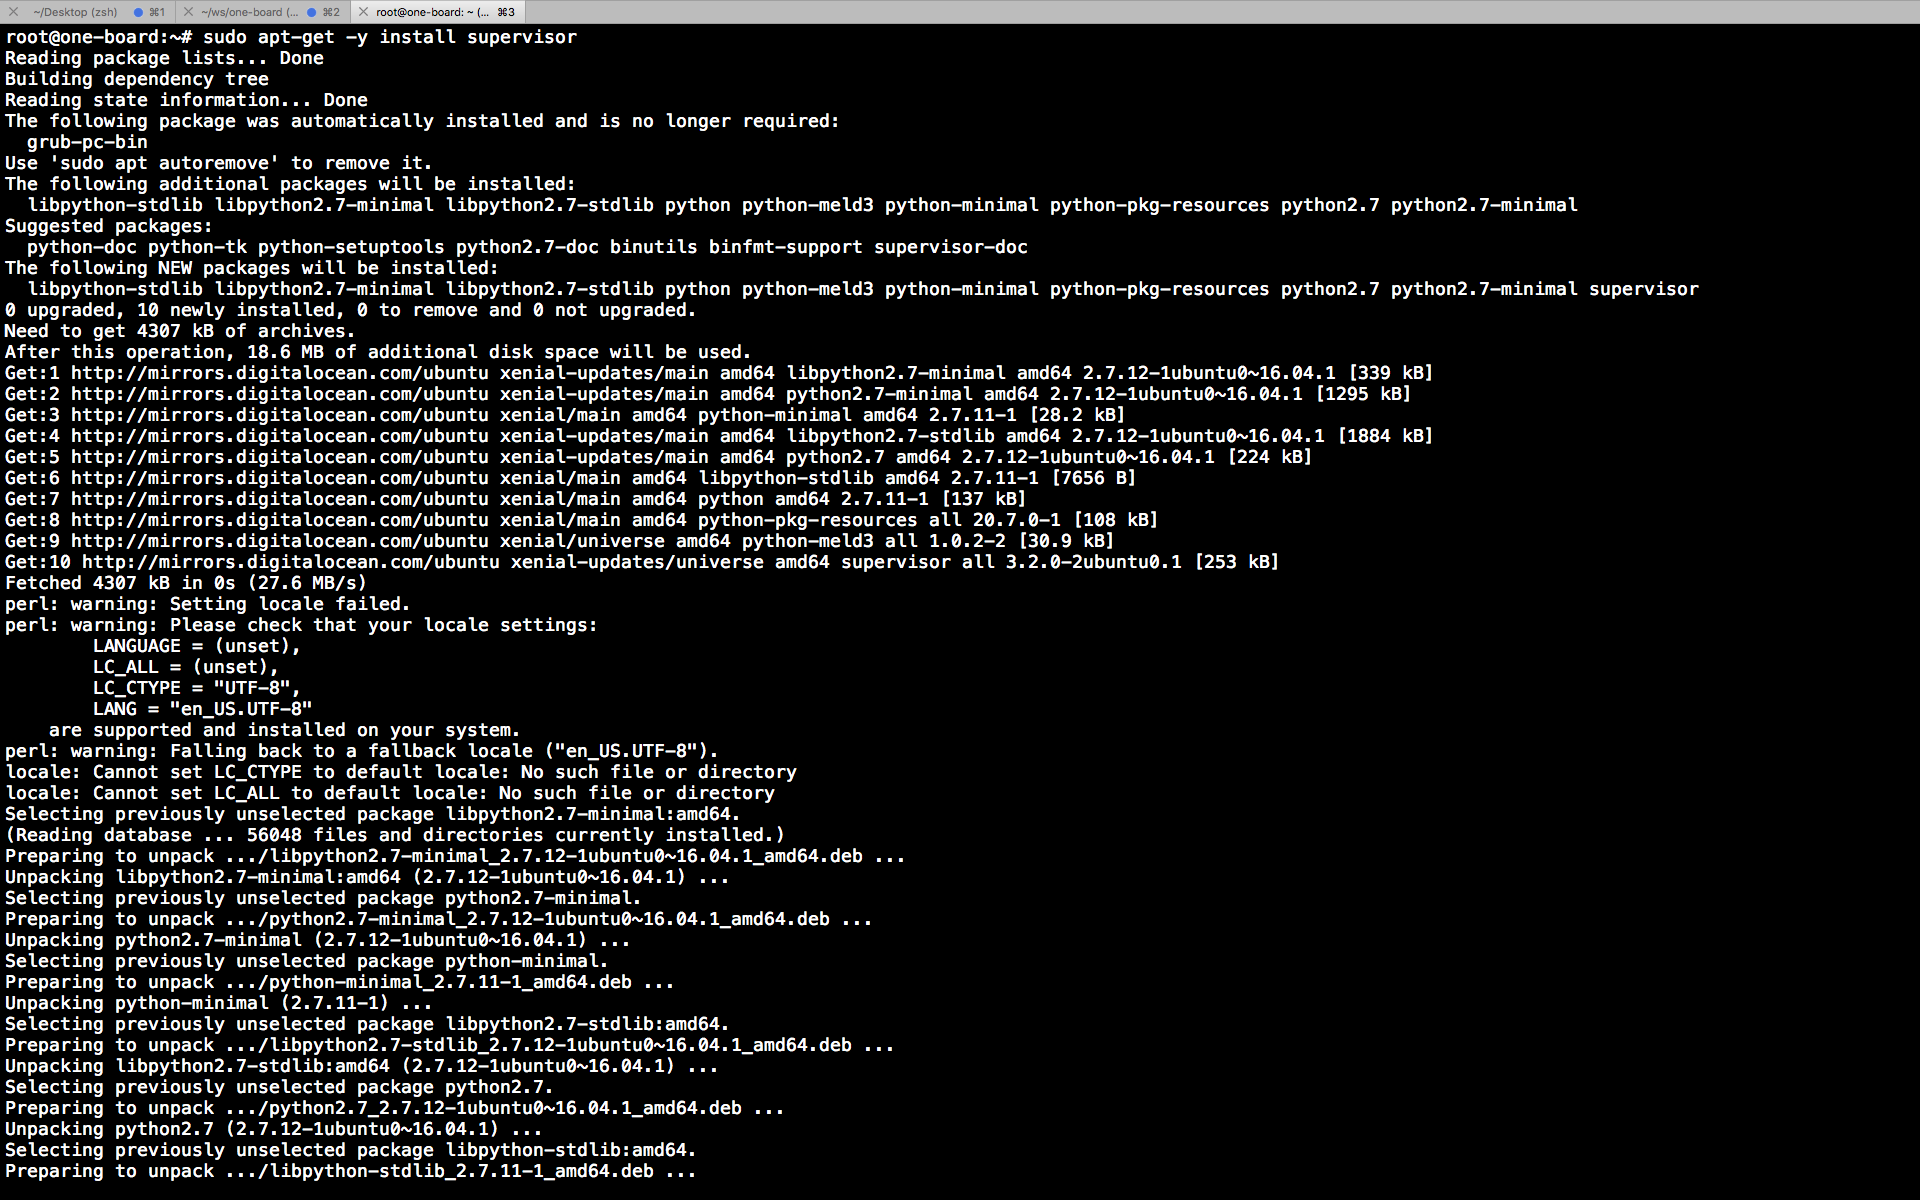 ~/Desktop (zsh) ⌘1 ~/ws/one-board (... ⌘2 root@one-board: ~ (... ⌘3
root@one-board:~# sudo apt-get -y install supervisor
Reading package lists... Done
Building dependency tree
Reading state information... Done
The following package was automatically installed and is no longer required:
  grub-pc-bin
Use 'sudo apt autoremove' to remove it.
The following additional packages will be installed:
  libpython-stdlib libpython2.7-minimal libpython2.7-stdlib python python-meld3 python-minimal python-pkg-resources python2.7 python2.7-minimal
Suggested packages:
  python-doc python-tk python-setuptools python2.7-doc binutils binfmt-support supervisor-doc
The following NEW packages will be installed:
  libpython-stdlib libpython2.7-minimal libpython2.7-stdlib python python-meld3 python-minimal python-pkg-resources python2.7 python2.7-minimal supervisor
0 upgraded, 10 newly installed, 0 to remove and 0 not upgraded.
Need to get 4307 kB of archives.
After this operation, 18.6 MB of additional disk space will be used.
Get:1 http://mirrors.digitalocean.com/ubuntu xenial-updates/main amd64 libpython2.7-minimal amd64 2.7.12-1ubuntu0~16.04.1 [339 kB]
Get:2 http://mirrors.digitalocean.com/ubuntu xenial-updates/main amd64 python2.7-minimal amd64 2.7.12-1ubuntu0~16.04.1 [1295 kB]
Get:3 http://mirrors.digitalocean.com/ubuntu xenial/main amd64 python-minimal amd64 2.7.11-1 [28.2 kB]
Get:4 http://mirrors.digitalocean.com/ubuntu xenial-updates/main amd64 libpython2.7-stdlib amd64 2.7.12-1ubuntu0~16.04.1 [1884 kB]
Get:5 http://mirrors.digitalocean.com/ubuntu xenial-updates/main amd64 python2.7 amd64 2.7.12-1ubuntu0~16.04.1 [224 kB]
Get:6 http://mirrors.digitalocean.com/ubuntu xenial/main amd64 libpython-stdlib amd64 2.7.11-1 [7656 B]
Get:7 http://mirrors.digitalocean.com/ubuntu xenial/main amd64 python amd64 2.7.11-1 [137 kB]
Get:8 http://mirrors.digitalocean.com/ubuntu xenial/main amd64 python-pkg-resources all 20.7.0-1 [108 kB]
Get:9 http://mirrors.digitalocean.com/ubuntu xenial/universe amd64 python-meld3 all 1.0.2-2 [30.9 kB]
Get:10 http://mirrors.digitalocean.com/ubuntu xenial-updates/universe amd64 supervisor all 3.2.0-2ubuntu0.1 [253 kB]
Fetched 4307 kB in 0s (27.6 MB/s)
perl: warning: Setting locale failed.
perl: warning: Please check that your locale settings:
        LANGUAGE = (unset),
        LC_ALL = (unset),
        LC_CTYPE = "UTF-8",
        LANG = "en_US.UTF-8"
    are supported and installed on your system.
perl: warning: Falling back to a fallback locale ("en_US.UTF-8").
locale: Cannot set LC_CTYPE to default locale: No such file or directory
locale: Cannot set LC_ALL to default locale: No such file or directory
Selecting previously unselected package libpython2.7-minimal:amd64.
(Reading database ... 56048 files and directories currently installed.)
Preparing to unpack .../libpython2.7-minimal_2.7.12-1ubuntu0~16.04.1_amd64.deb ...
Unpacking libpython2.7-minimal:amd64 (2.7.12-1ubuntu0~16.04.1) ...
Selecting previously unselected package python2.7-minimal.
Preparing to unpack .../python2.7-minimal_2.7.12-1ubuntu0~16.04.1_amd64.deb ...
Unpacking python2.7-minimal (2.7.12-1ubuntu0~16.04.1) ...
Selecting previously unselected package python-minimal.
Preparing to unpack .../python-minimal_2.7.11-1_amd64.deb ...
Unpacking python-minimal (2.7.11-1) ...
Selecting previously unselected package libpython2.7-stdlib:amd64.
Preparing to unpack .../libpython2.7-stdlib_2.7.12-1ubuntu0~16.04.1_amd64.deb ...
Unpacking libpython2.7-stdlib:amd64 (2.7.12-1ubuntu0~16.04.1) ...
Selecting previously unselected package python2.7.
Preparing to unpack .../python2.7_2.7.12-1ubuntu0~16.04.1_amd64.deb ...
Unpacking python2.7 (2.7.12-1ubuntu0~16.04.1) ...
Selecting previously unselected package libpython-stdlib:amd64.
Preparing to unpack .../libpython-stdlib_2.7.11-1_amd64.deb ...